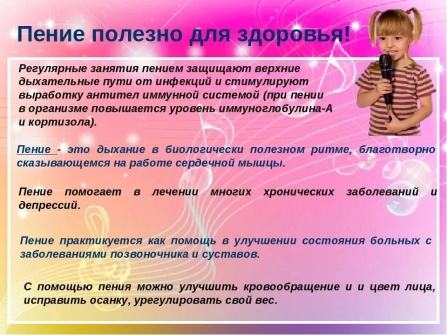 Пение полезно для здоровья!
Регулярные занятия пением защищают верхние
дыхательные пути от инфекций и стимулируют
выработку антител иммунной системой (при пении
в организме повышается уровень иммуноглобулина-А
и кортизола).
Пение - это дыхание в биологически полезном ритме, благотворно
сказывающемся на работе сердечной мышцы.
Пение помогает в лечении многих хронических заболеваний и
депрессий.
Пение практикуется как помощь в улучшении состояния больных с
заболеваниями позвоночника и суставов.
С помощью пения можно улучшить кровообращение и и цвет лица,
исправить осанку, урегулировать свой вес.